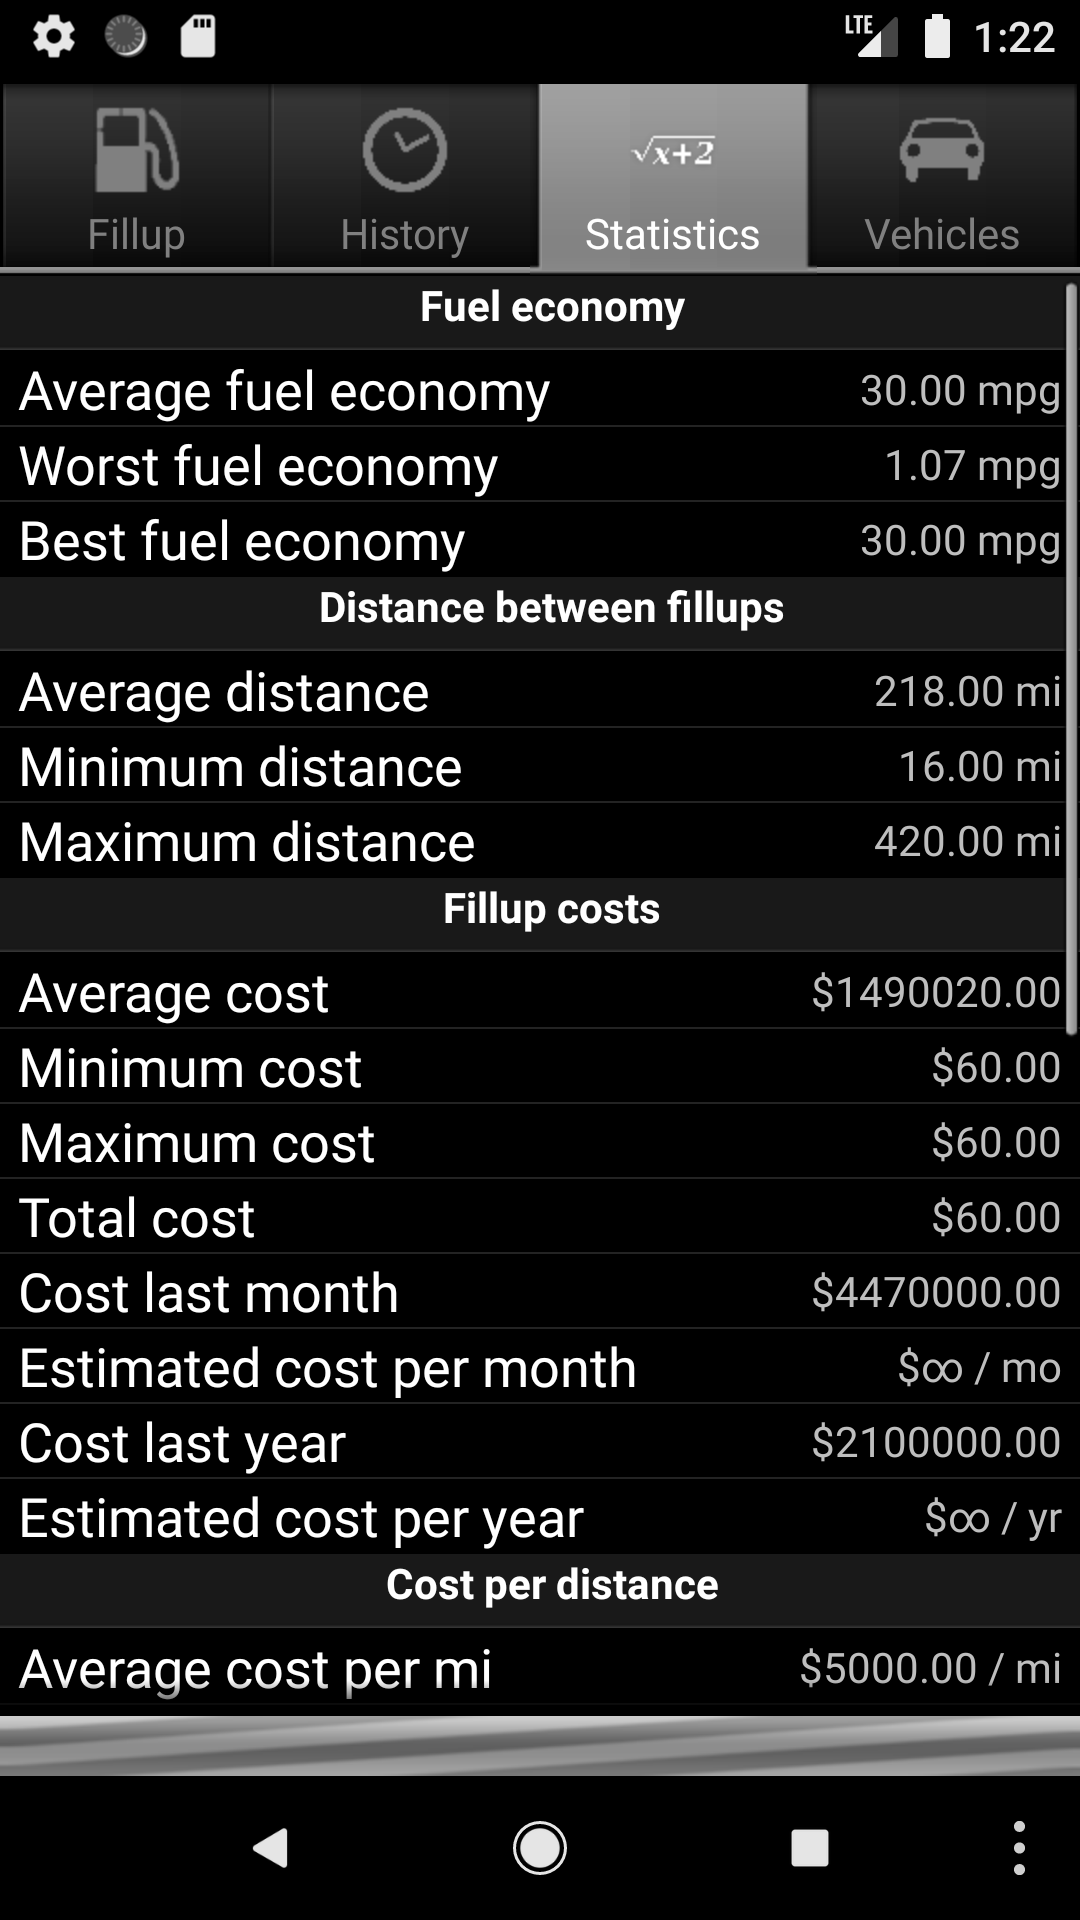 LTE 1:22
√x+2
Fillup History Statistics Vehicles
Fuel economy
Average fuel economy 30.00 mpg
Worst fuel economy 1.07 mpg
Best fuel economy 30.00 mpg
Distance between fillups
Average distance 218.00 mi
Minimum distance 16.00 mi
Maximum distance 420.00 mi
Fillup costs
Average cost $1490020.00
Minimum cost $60.00
Maximum cost $60.00
Total cost $60.00
Cost last month $4470000.00
Estimated cost per month $∞ / mo
Cost last year $2100000.00
Estimated cost per year $∞ / yr
Cost per distance
Average cost per mi $5000.00 / mi